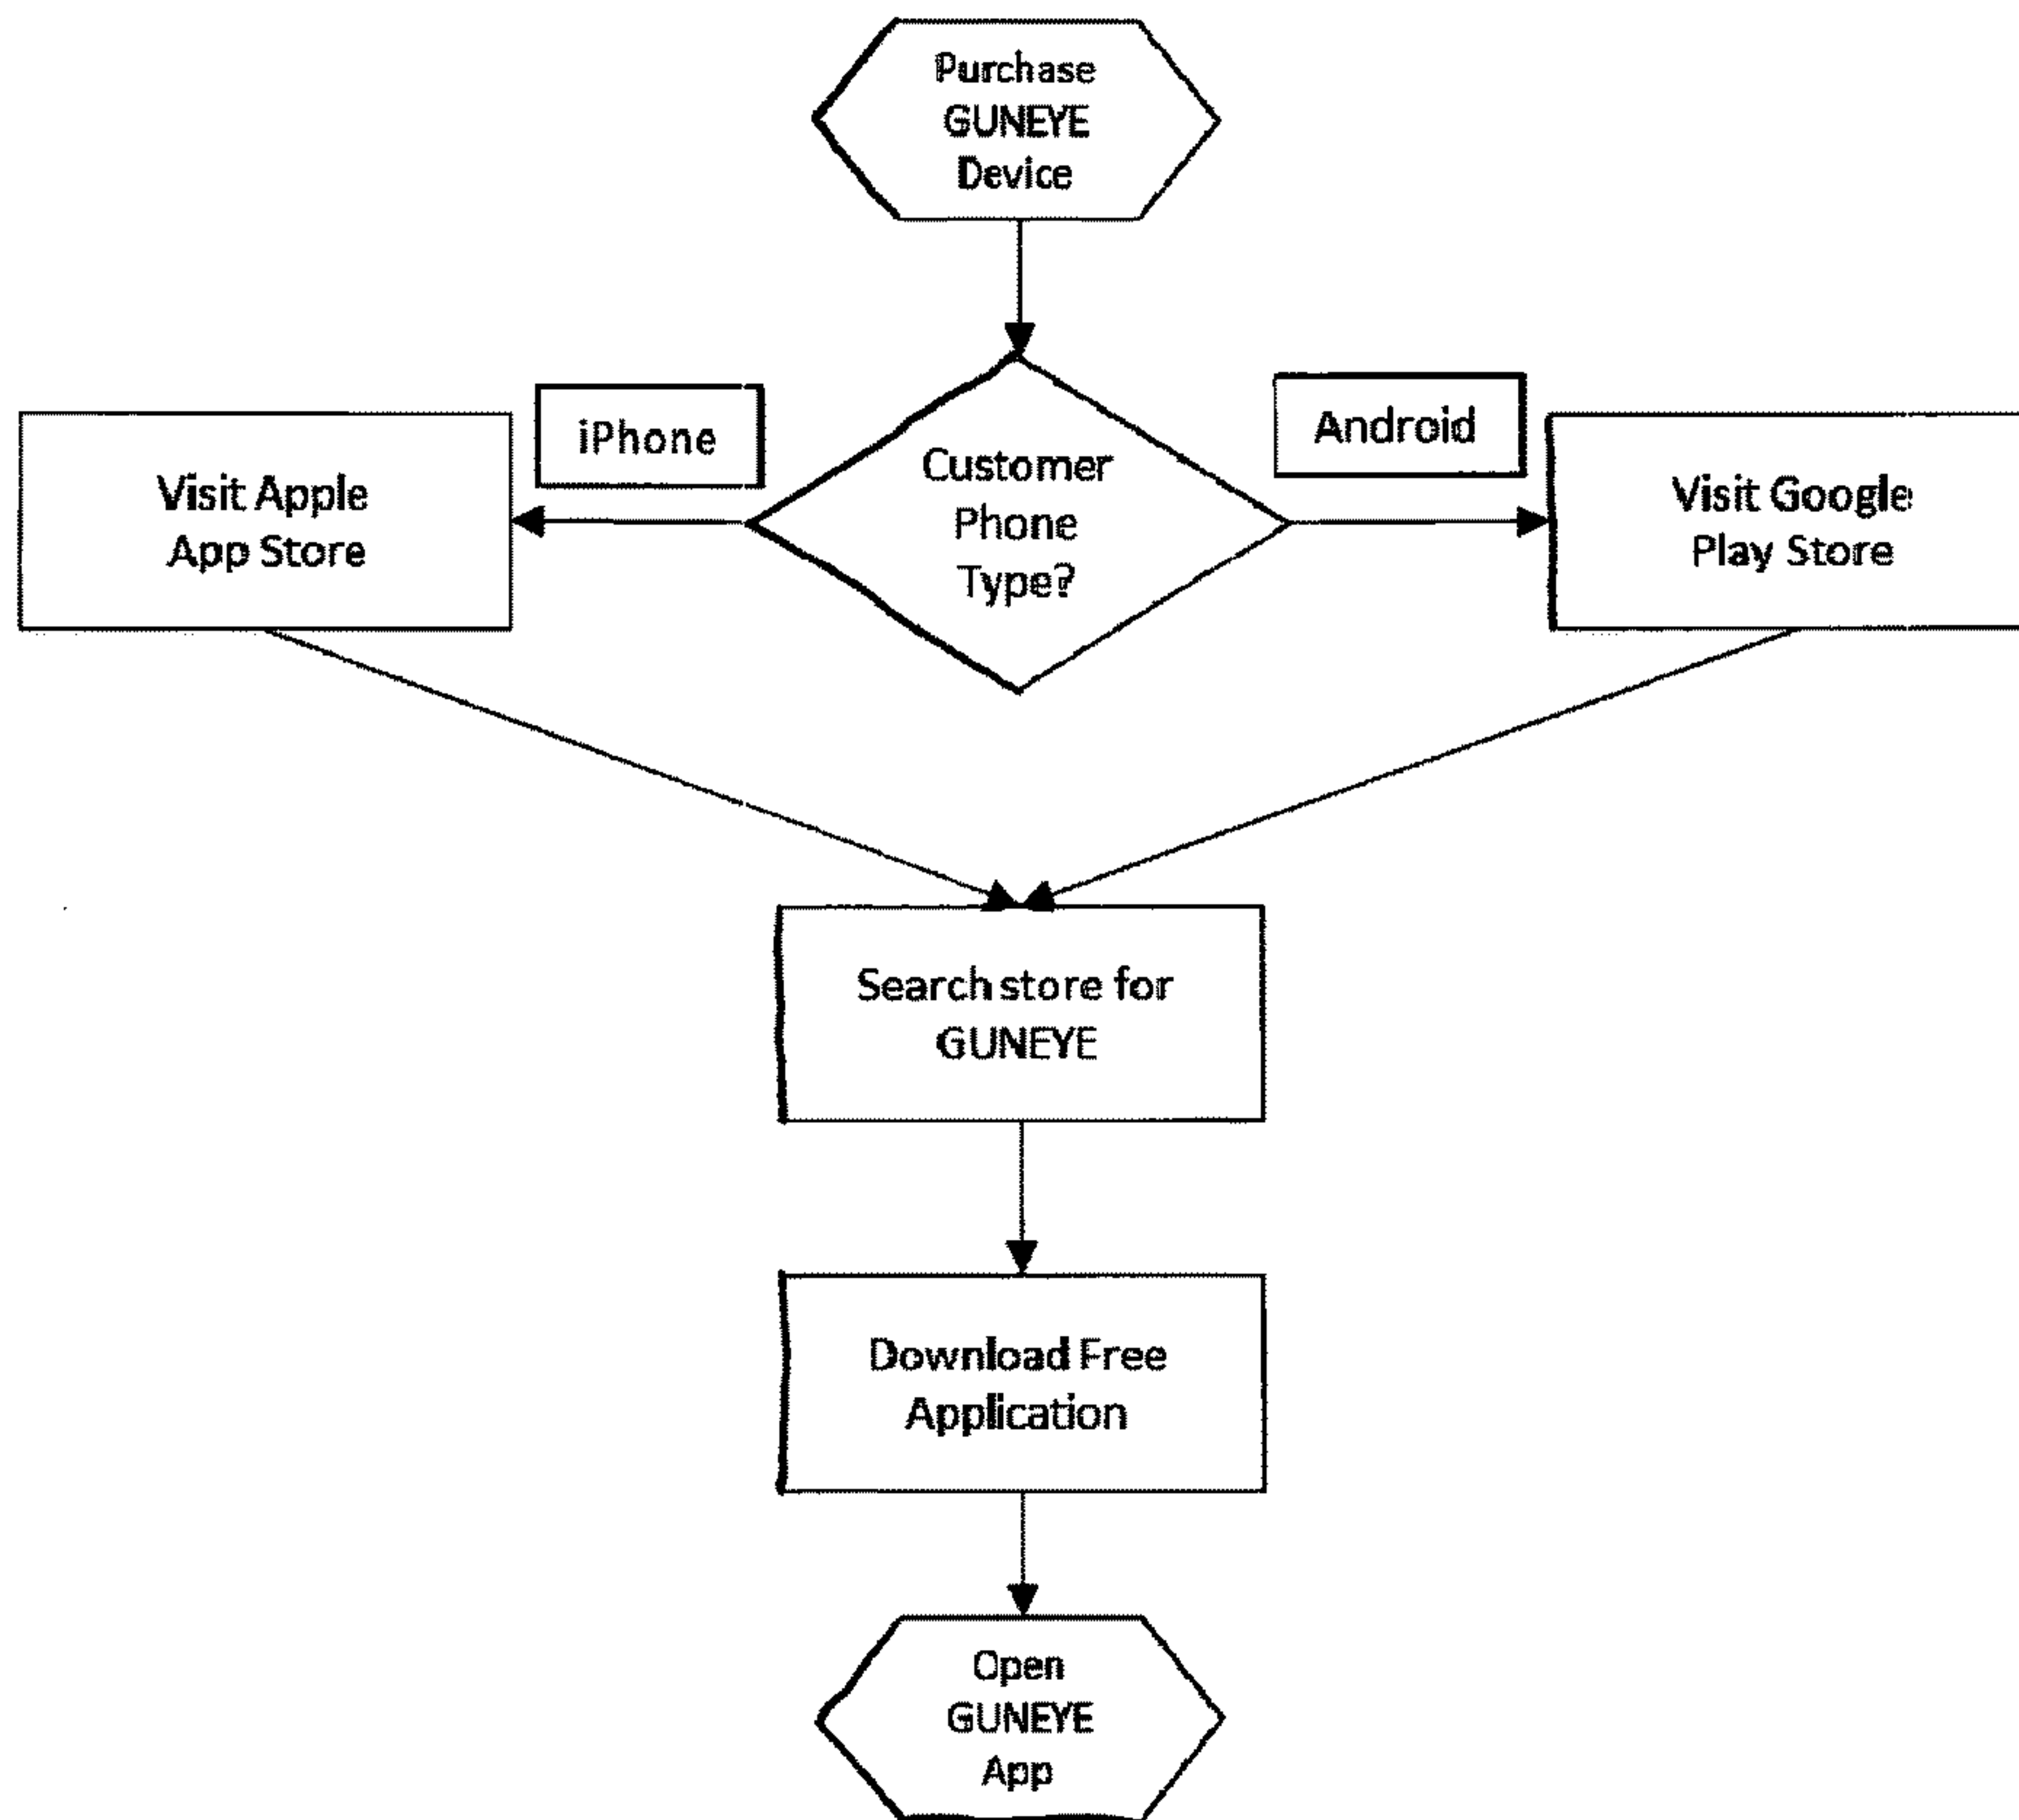 Purchase
GUNEYE
Device
iPhone
Android
Visit Apple
App Store
Customer
Phone
Type?
Visit Google
Play Store
Search store for
GUNEYE
Download Free
Application
Open
GUNEYE
App